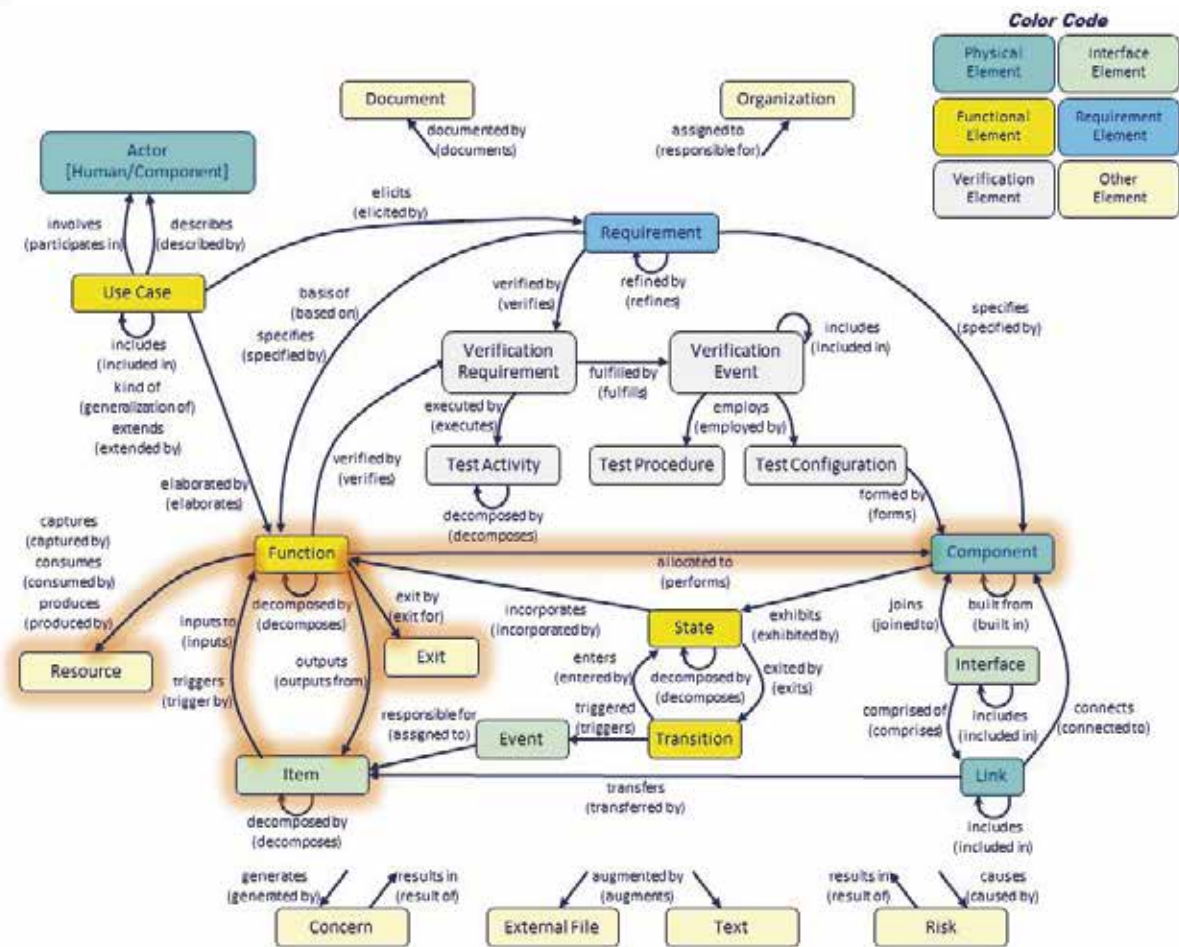 Color Code
Physical
Element
Interface
Element
Functional
Element
Requirement
Element
Verification
Element
Other
Element
Document
documented by
(documents)
Organization
assigned to
(responsible for)
Actor
[Human/Component]
involves
(participates in)
describes
(described by)
elicits
(elicited by)
Requirement
refined by
(refines)
Use Case
includes
(included in)
kind of
(generalization of)
extends
(extended by)
basis of
(based on)
specifies
(specified by)
verified by
(verifies)
specifies
(specified by)
Verification
Requirement
fulfilled by
(fulfills)
Verification
Event
includes
(included in)
executed by
(executes)
employs
(employed by)
Test Activity
decomposed by
(decomposes)
Test Procedure
Test Configuration
formed by
(forms)
verified by
(verifies)
elaborated by
(elaborates)
captures
(captured by)
consumes
(consumed by)
produces
(produced by)
Function
decomposed by
(decomposes)
allocated to
(performs)
Component
built from
(built in)
exit by
(exit for)
incorporates
(incorporated by)
exhibits
(exhibited by)
joins
(joined to)
inputs to
(inputs)
outputs
(outputs from)
Exit
State
decomposed by
(decomposes)
enters
(entered by)
exited by
(exits)
Interface
includes
(included in)
Resource
triggers
(trigger by)
responsible for
(assigned to)
Event
triggered
(triggers)
Transition
comprised of
(comprises)
connects
(connected to)
Item
decomposed by
(decomposes)
transfers
(transferred by)
Link
includes
(included in)
generates
(generated by)
results in
(result of)
Concern
augmented by
(augments)
External File
Text
results in
(result of)
causes
(caused by)
Risk